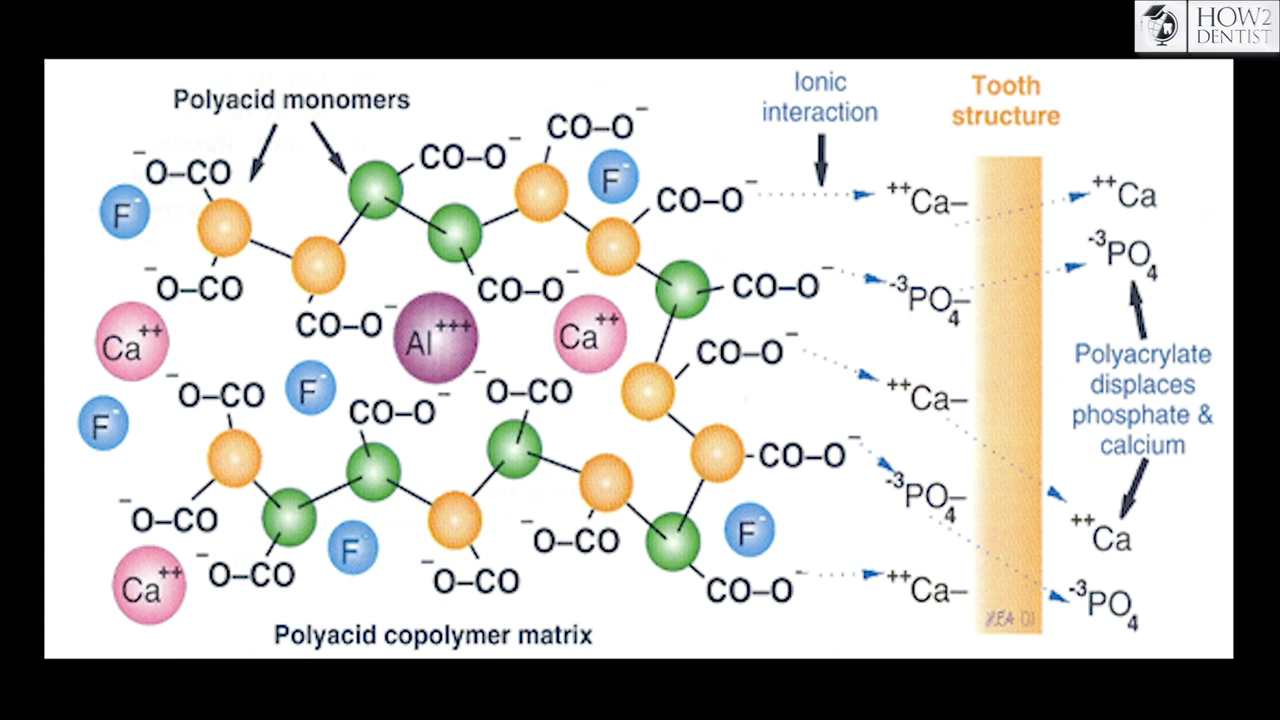 HOW2
DENTIST
Polyacid monomers
Ionic
interaction
Tooth
structure
CO–O⁻
⁻O–CO
CO–O⁻
F⁻
F⁻
CO–O⁻
⁺⁺Ca–
⁺⁺Ca
⁻³PO₄
⁻O–CO
CO–O⁻
CO–O⁻
⁻³PO₄–
CO–O⁻
Al⁺⁺⁺
Ca⁺⁺
Ca⁺⁺
CO–O⁻
Polyacrylate
displaces
phosphate &
calcium
⁻O–CO
F⁻
⁻O–CO
CO–O⁻
⁺⁺Ca–
F⁻
CO–O⁻
⁻³PO₄–
⁻O–CO
F⁻
⁻O–CO
F⁻
⁺⁺Ca
Ca⁺⁺
⁻O–CO
⁻O–CO
CO–O⁻
⁺⁺Ca–
⁻³PO₄
Polyacid copolymer matrix